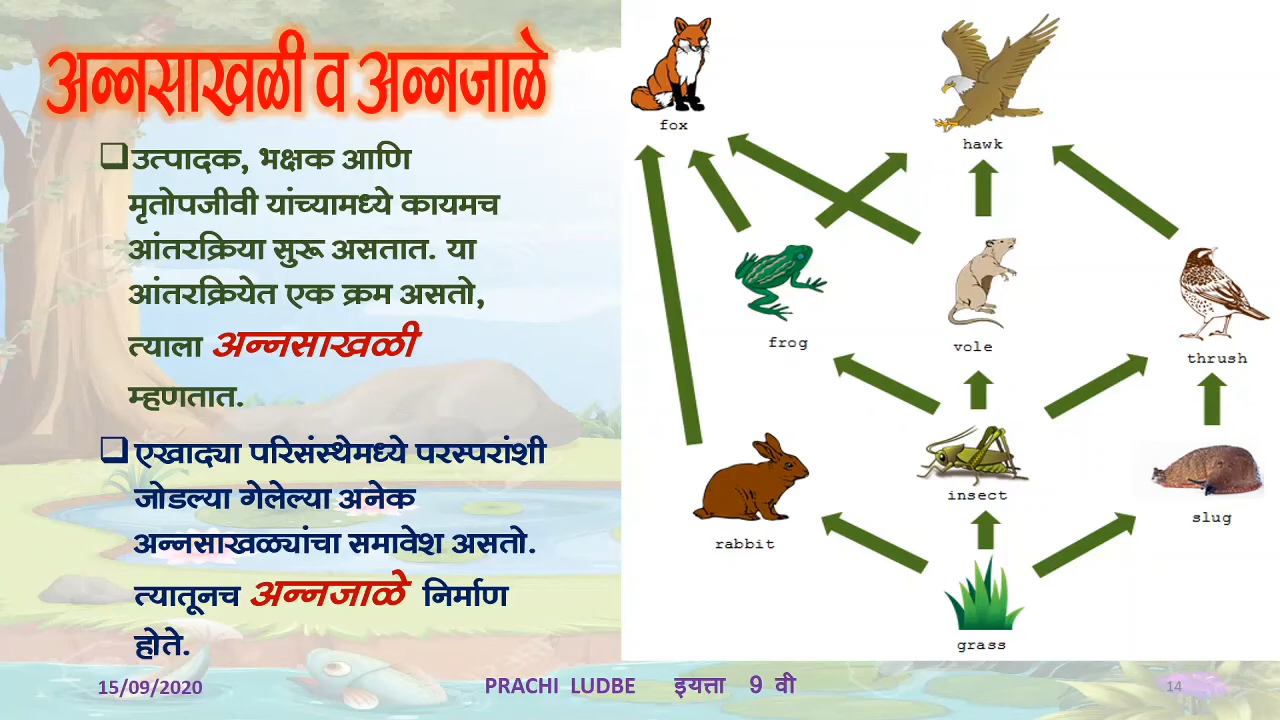 अन्नसाखळी व अन्नजाळे
❑उत्पादक, भक्षक आणि
मृतोपजीवी यांच्यामध्ये कायमच
आंतरक्रिया सुरू असतात. या
आंतरक्रियेत एक क्रम असतो,
त्याला अन्नसाखळी
म्हणतात.
❑एखाद्या परिसंस्थेमध्ये परस्परांशी
जोडल्या गेलेल्या अनेक
अन्नसाखळ्यांचा समावेश असतो.
त्यातूनच अन्नजाळे निर्माण
होते.
fox
hawk
frog
vole
thrush
rabbit
insect
slug
grass
15/09/2020
PRACHI LUDBE इयत्ता 9 वी
14